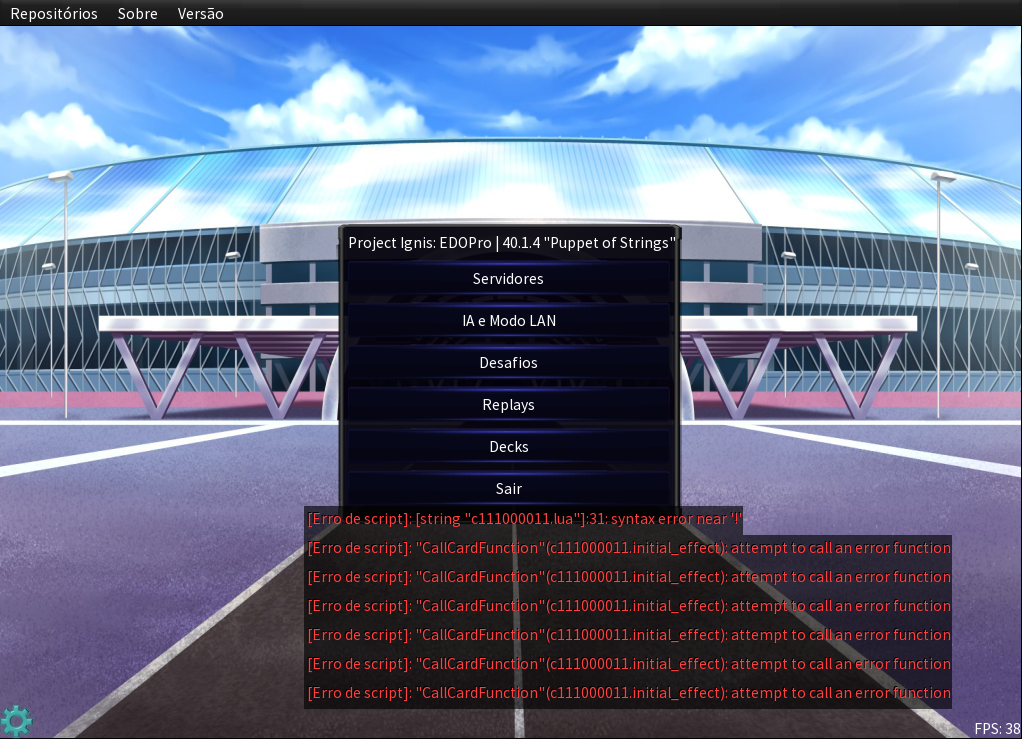 Repositórios Sobre Versão
Project Ignis: EDOPro | 40.1.4 "Puppet of Strings"
Servidores
IA e Modo LAN
Desafios
Replays
Decks
Sair
[Erro de script]: [string "c111000011.lua"]:31: syntax error near '!'
[Erro de script]: "CallCardFunction"(c111000011.initial_effect): attempt to call an error function
[Erro de script]: "CallCardFunction"(c111000011.initial_effect): attempt to call an error function
[Erro de script]: "CallCardFunction"(c111000011.initial_effect): attempt to call an error function
[Erro de script]: "CallCardFunction"(c111000011.initial_effect): attempt to call an error function
[Erro de script]: "CallCardFunction"(c111000011.initial_effect): attempt to call an error function
[Erro de script]: "CallCardFunction"(c111000011.initial_effect): attempt to call an error function
FPS: 38